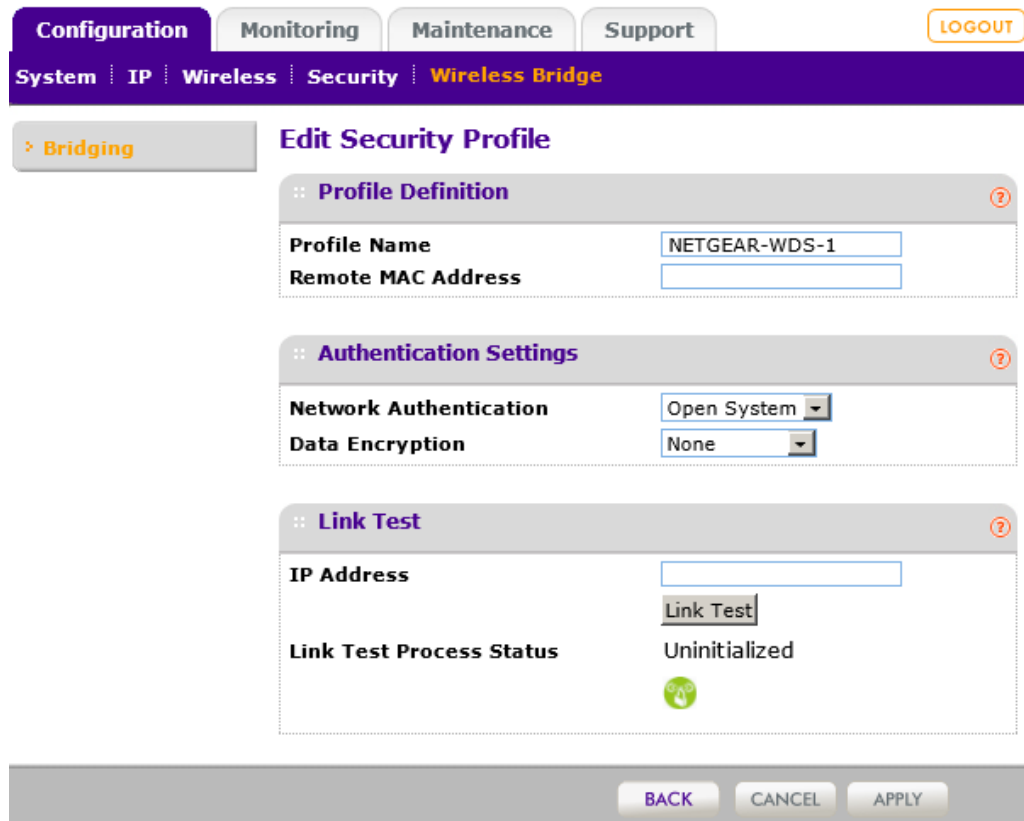 Configuration Monitoring Maintenance Support LOGOUT
System IP Wireless Security Wireless Bridge
Bridging
Edit Security Profile
Profile Definition ?
Profile Name NETGEAR-WDS-1
Remote MAC Address
Authentication Settings ?
Network Authentication Open System
Data Encryption None
Link Test ?
IP Address
Link Test
Link Test Process Status Uninitialized
BACK CANCEL APPLY